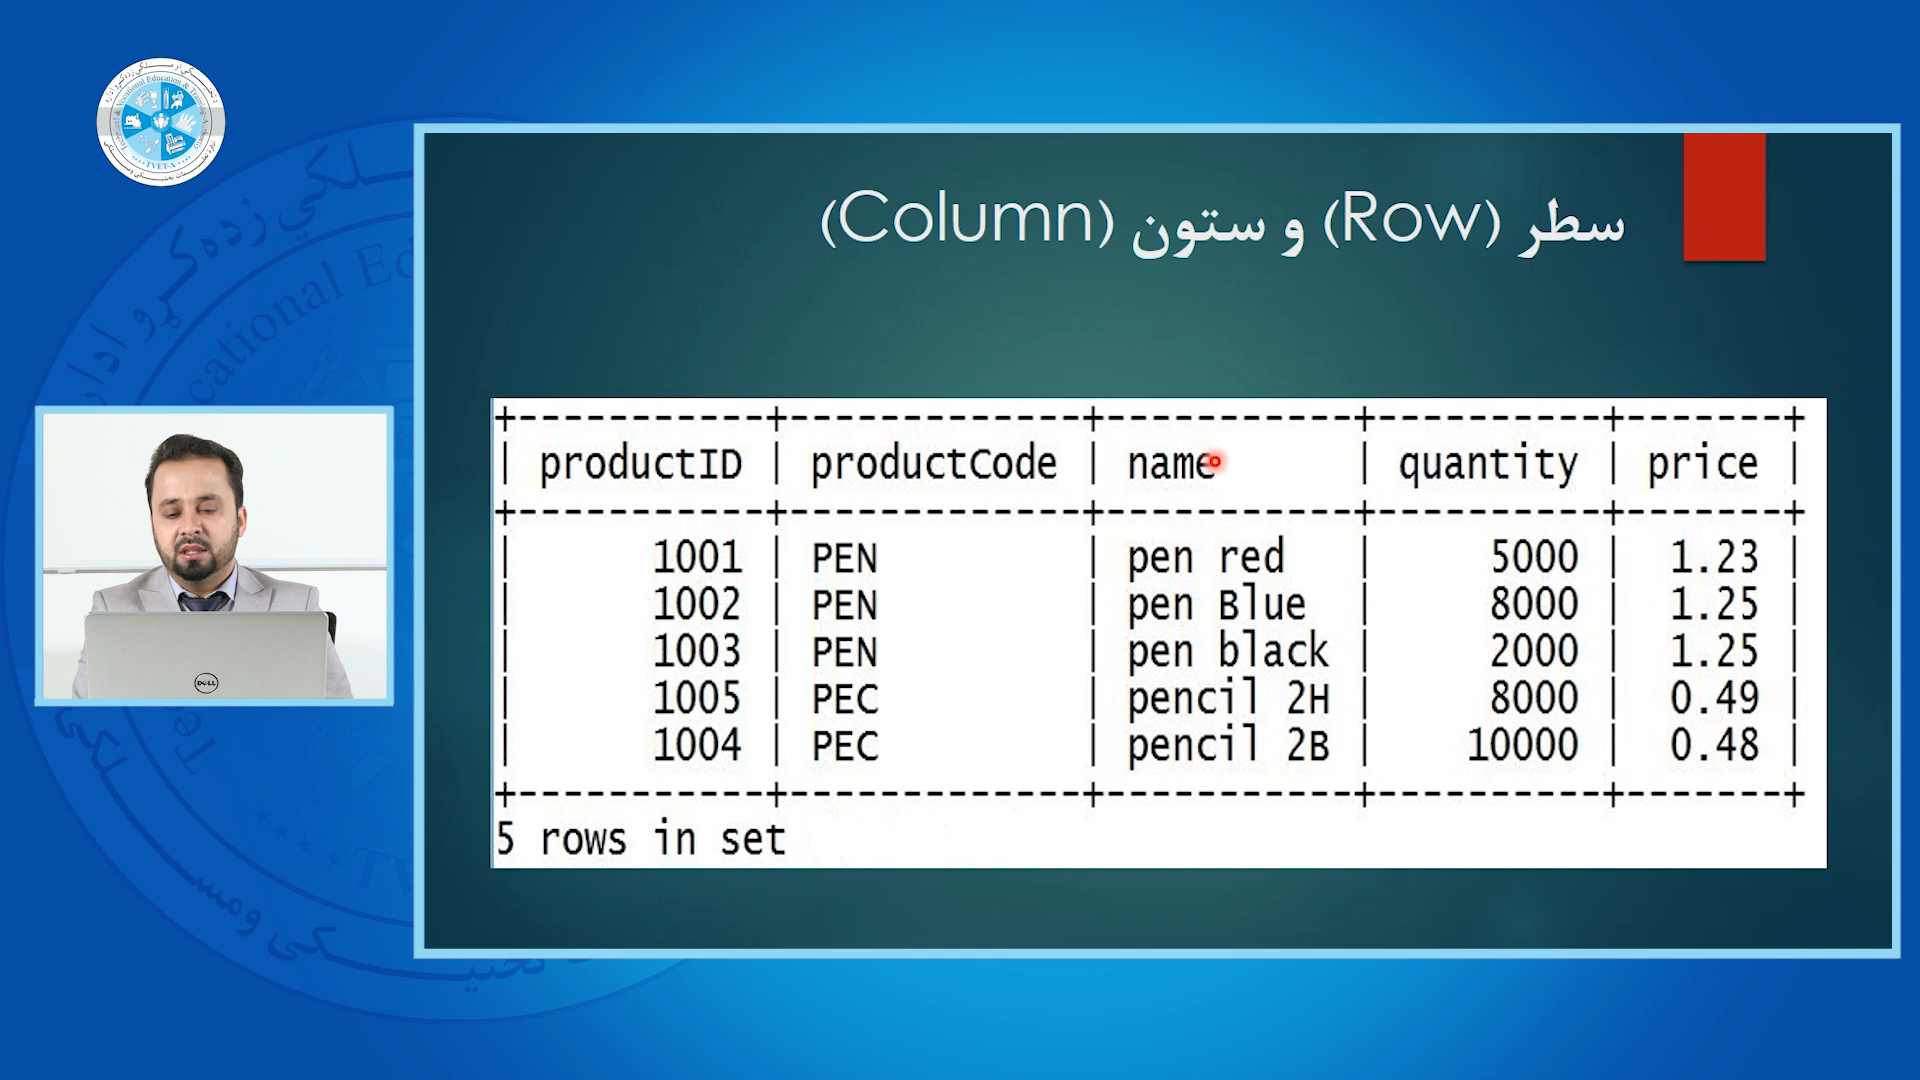 سطر (Row) و ستون (Column)
+-----------+-------------+-----------+----------+-------+
| productID | productCode | name | quantity | price |
+-----------+-------------+-----------+----------+-------+
| 1001 | PEN | pen red | 5000 | 1.23 |
| 1002 | PEN | pen Blue | 8000 | 1.25 |
| 1003 | PEN | pen black | 2000 | 1.25 |
| 1005 | PEC | pencil 2H | 8000 | 0.49 |
| 1004 | PEC | pencil 2B | 10000 | 0.48 |
+-----------+-------------+-----------+----------+-------+
5 rows in set
DELL
TVET-A